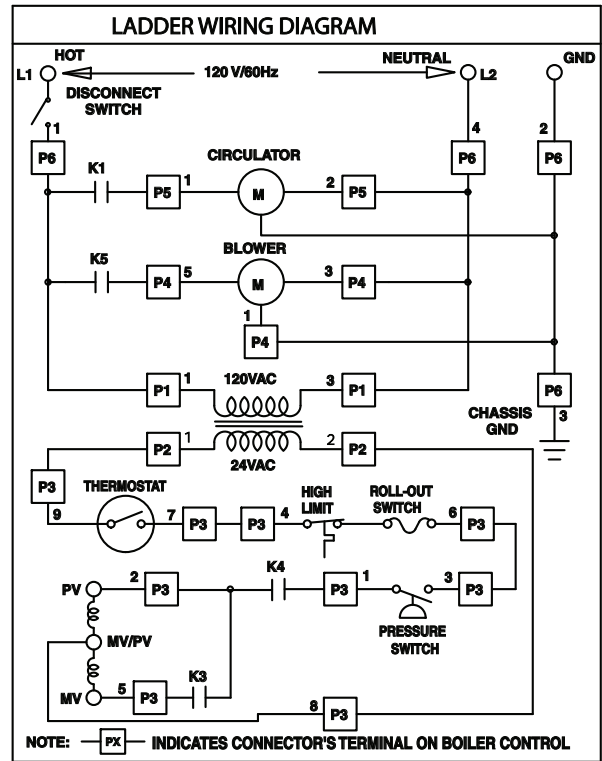 LADDER WIRING DIAGRAM
HOT NEUTRAL GND
L1 120 V/60Hz L2
DISCONNECT
SWITCH
1 4 2
P6 P6 P6
CIRCULATOR
K1 P5 1 M 2 P5
BLOWER
K5 P4 5 M 3 P4
1
P4
120VAC
P1 1 3 P1 P6
CHASSIS 3
GND
P2 1 2 P2
24VAC
P3
THERMOSTAT HIGH ROLL-OUT
LIMIT SWITCH
9 7 P3 P3 4 6 P3
K4
PV 2 P3 P3 1 3 P3
PRESSURE
SWITCH
MV/PV
K3
MV 5 P3
8 P3
NOTE: PX INDICATES CONNECTOR'S TERMINAL ON BOILER CONTROL